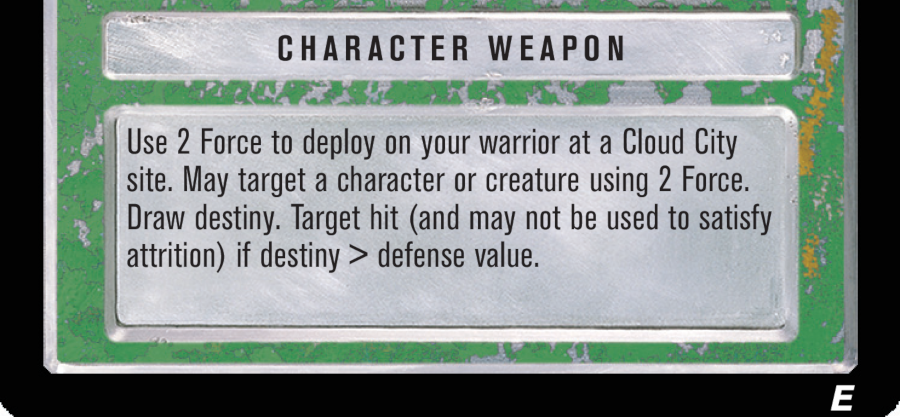 CHARACTER WEAPON
Use 2 Force to deploy on your warrior at a Cloud City
site. May target a character or creature using 2 Force.
Draw destiny. Target hit (and may not be used to satisfy
attrition) if destiny > defense value.
E